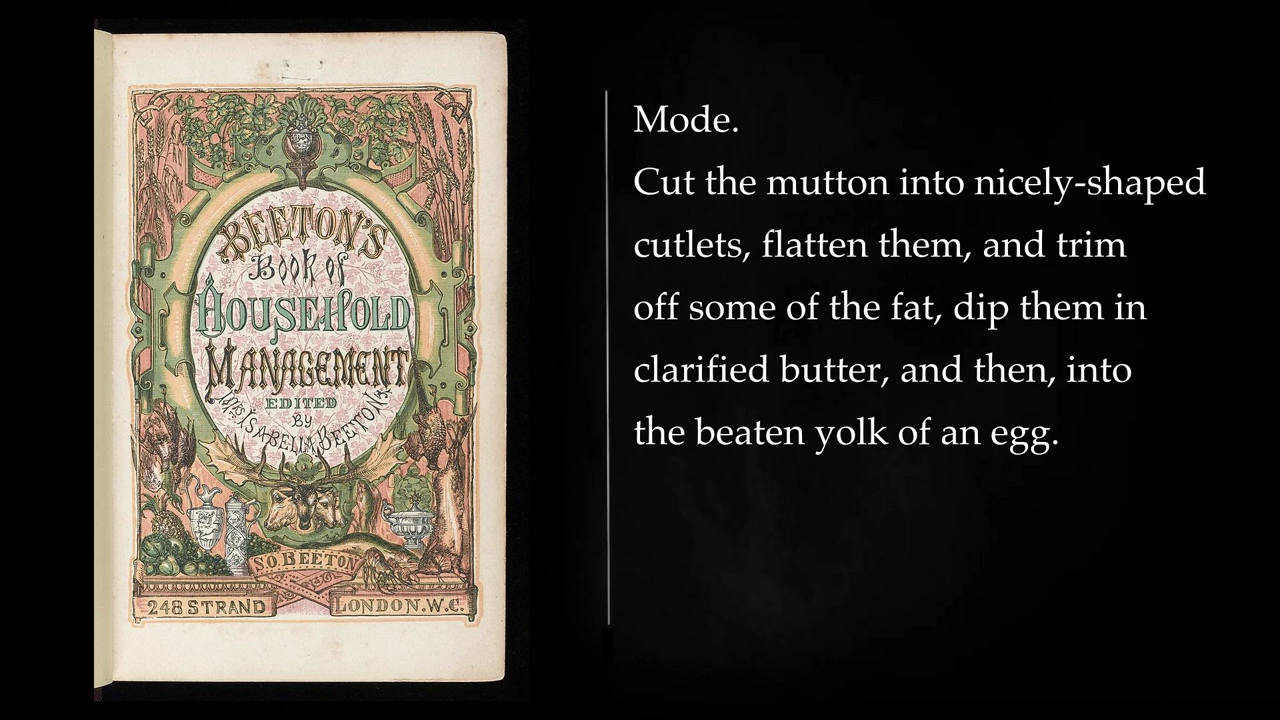 BEETON'S
Book of
HOUSEHOLD
MANAGEMENT
EDITED
BY
MRS ISABELLA BEETON.
S.O. BEETON
248 STRAND
LONDON. W.C.
Mode.
Cut the mutton into nicely-shaped
cutlets, flatten them, and trim
off some of the fat, dip them in
clarified butter, and then, into
the beaten yolk of an egg.